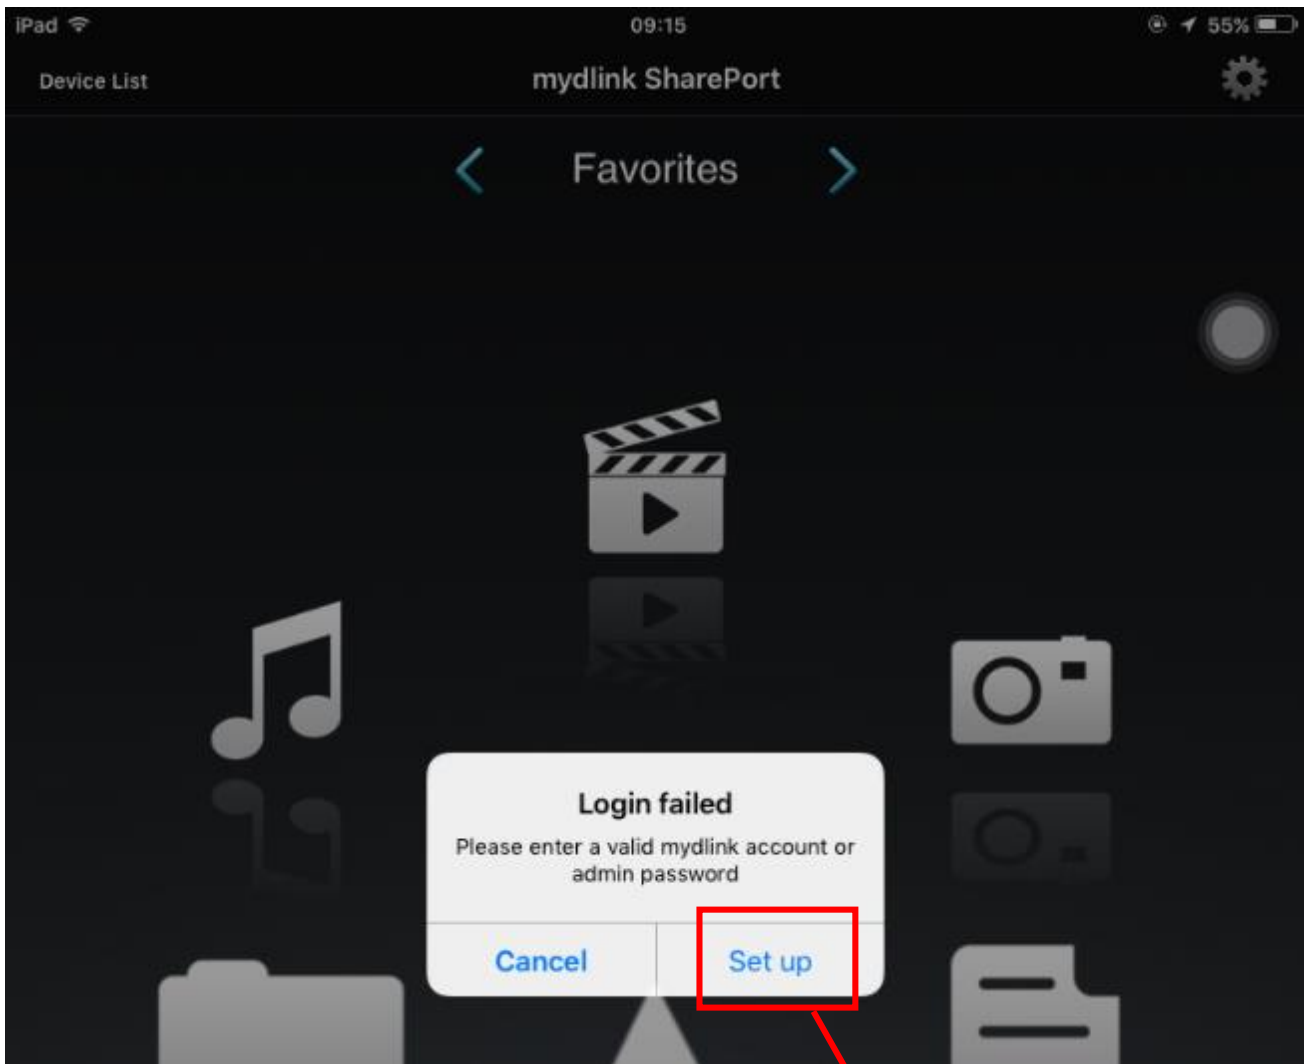 iPad 09:15 55%
Device List mydlink SharePort
Favorites
Login failed
Please enter a valid mydlink account or
admin password
Cancel Set up